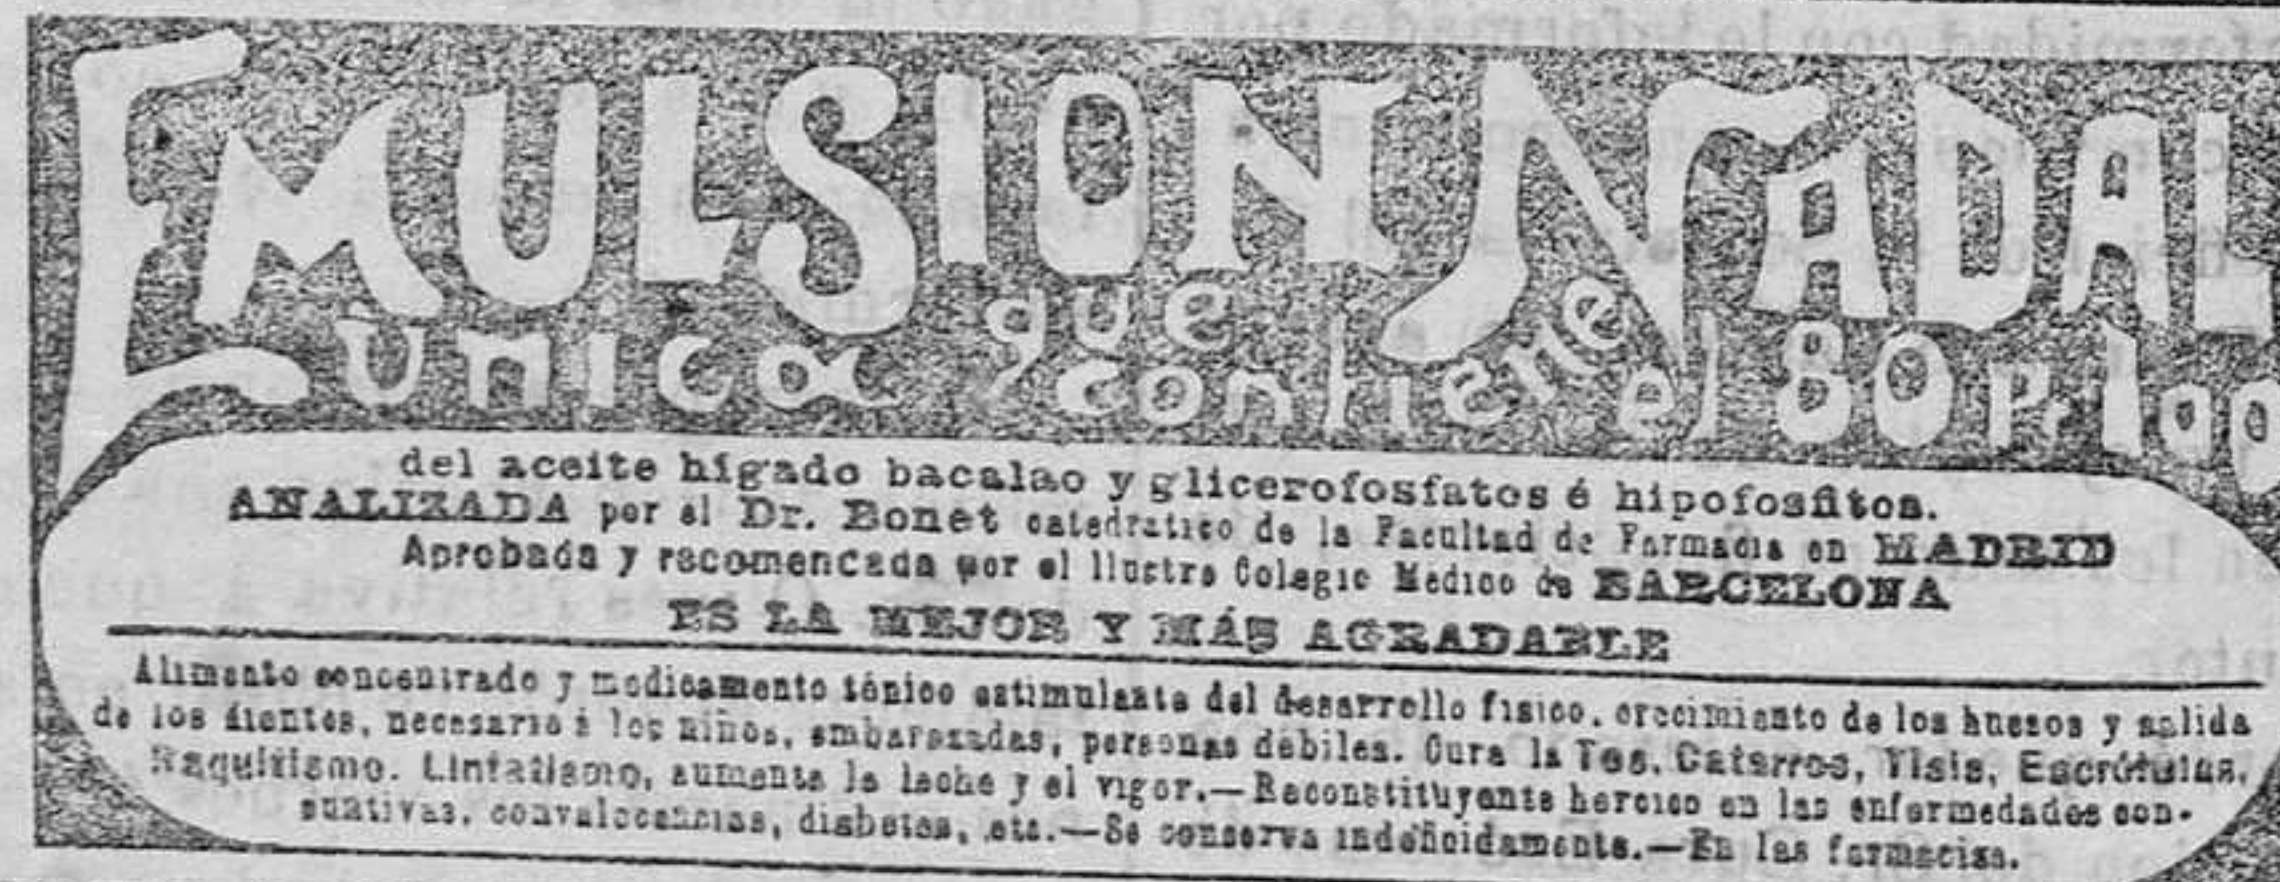 EMULSION NADAL
única que contiene el 80 pr 100
del aceite hígado bacalao y glicerofosfatos é hipofosfitos.
ANALIZADA por el Dr. Bonet catedrático de la Facultad de Farmacia en MADRID
Aprobada y recomencada por el Ilustre Colegio Medico de BARCELONA
ES LA MEJOR Y MÁS AGRADABLE
Alimento concentrado y medicamento tónico estimulante del desarrollo físico, crecimiento de los huesos y salida
de los dientes, necesario á los niños, embarazadas, personas débiles. Cura la Tos, Catarros, Tisis, Escrófulas,
Raquitismo. Linfatismo, aumenta la leche y el vigor.—Reconstituyente heroico en las enfermedades con-
suntivas, convalecencias, diabetes, etc.—Se conserva indefinidamente.—En las farmacias.